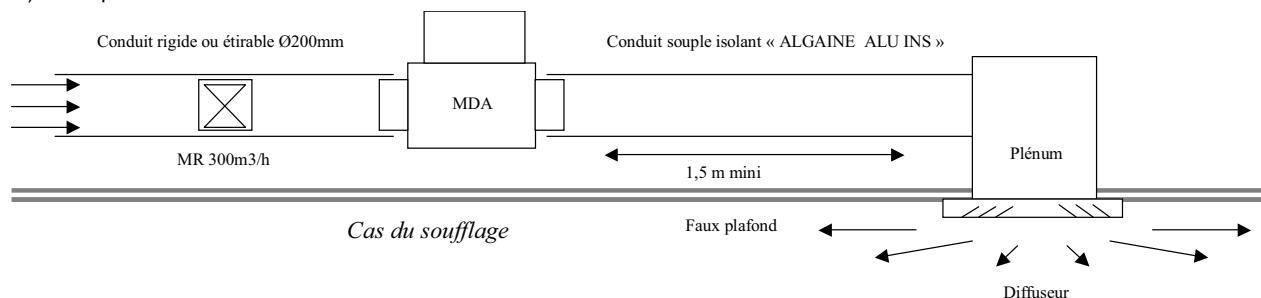 Conduit rigide ou étirable Ø200mm
Conduit souple isolant « ALGAINE ALU INS »
MDA
MR 300m3/h
1,5 m mini
Plénum
Cas du soufflage
Faux plafond
Diffuseur